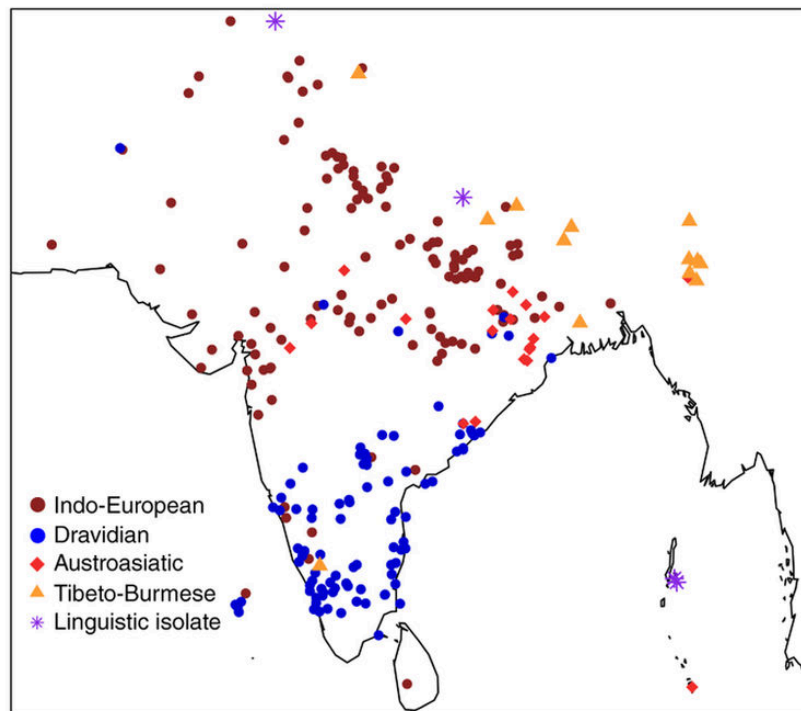 Indo-European
Dravidian
Austroasiatic
Tibeto-Burmese
Linguistic isolate